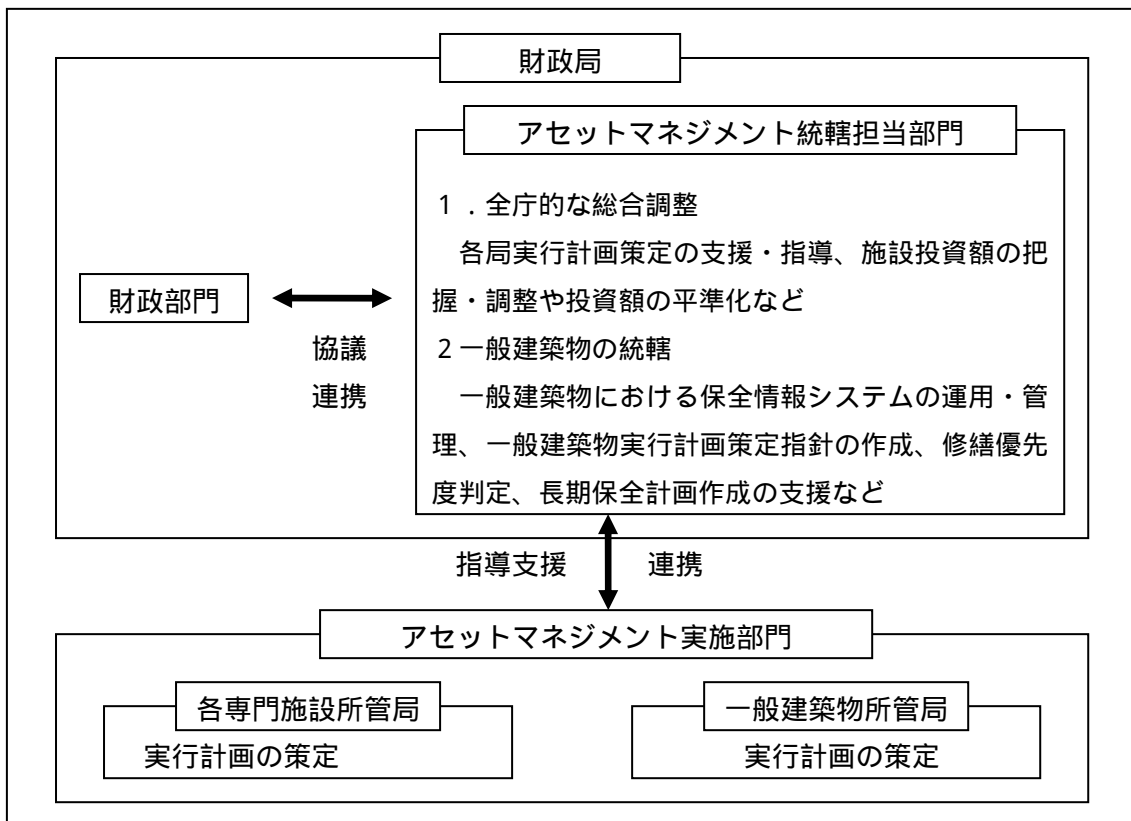 財政局
アセットマネジメント統轄担当部門
1．全庁的な総合調整
各局実行計画策定の支援・指導、施設投資額の把
握・調整や投資額の平準化など
2一般建築物の統轄
一般建築物における保全情報システムの運用・管
理、一般建築物実行計画策定指針の作成、修繕優先
度判定、長期保全計画作成の支援など
財政部門
協議
連携
指導支援 連携
アセットマネジメント実施部門
各専門施設所管局
実行計画の策定
一般建築物所管局
実行計画の策定